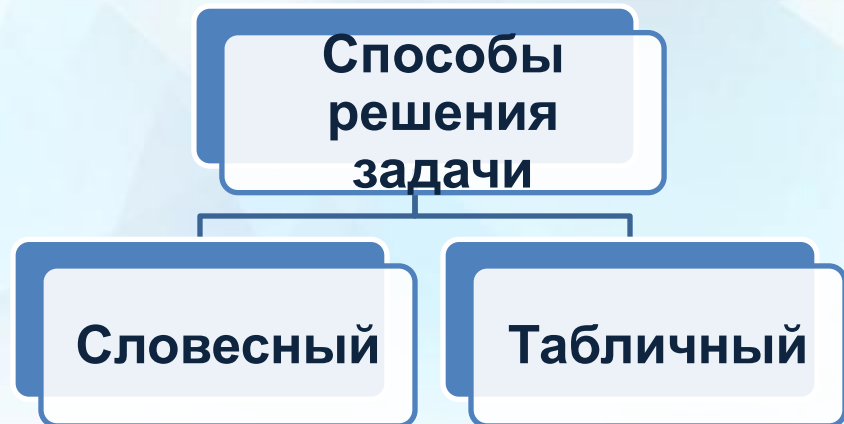 Способы
решения
задачи
Словесный
Табличный